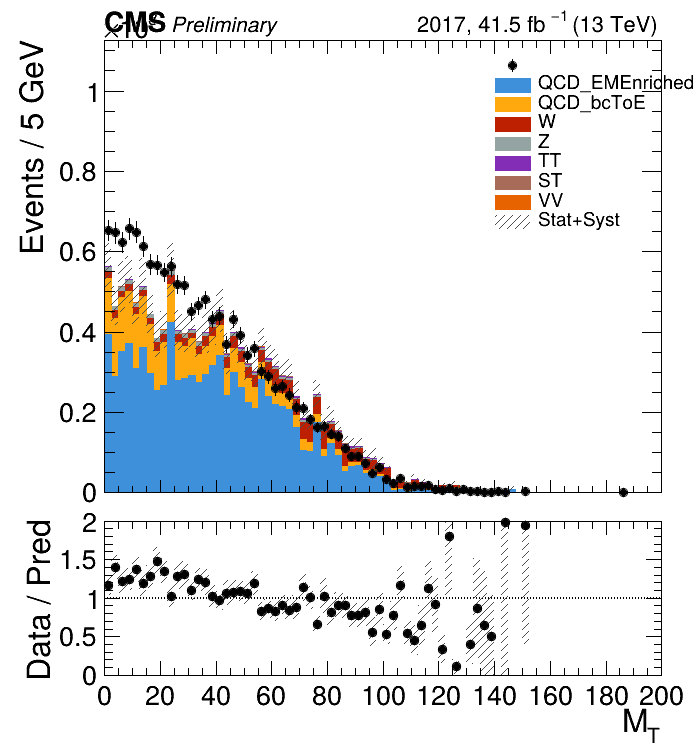 CMS Preliminary 2017, 41.5 fb⁻¹ (13 TeV)
Events / 5 GeV
1
0.8
0.6
0.4
0.2
0
QCD_EMEnriched
QCD_bcToE
W
Z
TT
ST
VV
Stat+Syst
Data / Pred
2
1.5
1
0.5
0
0 20 40 60 80 100 120 140 160 180 200
M_T